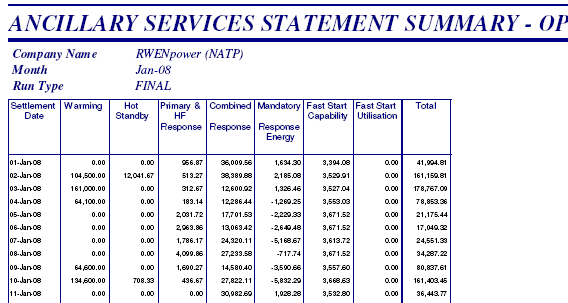 ANCILLARY SERVICES STATEMENT SUMMARY - OP
Company Name RWENpower (NATP)
Month Jan-08
Run Type FINAL
Settlement Warming Hot Primary & Combined Mandatory Fast Start Fast Start Total
Date Standby HF Capability Utilisation
Response Response Response
Energy
01-Jan-08 0.00 0.00 956.87 36,009.56 1,634.30 3,394.08 0.00 41,994.81
02-Jan-08 104,500.00 12,041.67 513.27 38,389.88 2,185.08 3,529.91 0.00 161,159.81
03-Jan-08 161,000.00 0.00 312.67 12,600.92 1,326.46 3,527.04 0.00 178,767.09
04-Jan-08 64,100.00 0.00 183.14 12,286.44 -1,269.25 3,553.03 0.00 78,853.36
05-Jan-08 0.00 0.00 2,031.72 17,701.53 -2,229.33 3,671.52 0.00 21,175.44
06-Jan-08 0.00 0.00 2,963.86 13,063.42 -2,649.48 3,671.52 0.00 17,049.32
07-Jan-08 0.00 0.00 1,786.17 24,320.11 -5,168.67 3,613.72 0.00 24,551.33
08-Jan-08 0.00 0.00 4,099.86 27,233.58 -717.74 3,671.52 0.00 34,287.22
09-Jan-08 64,600.00 0.00 1,690.27 14,580.40 -3,590.66 3,557.60 0.00 80,837.61
10-Jan-08 134,600.00 708.33 436.67 27,822.11 -5,832.29 3,668.63 0.00 161,403.45
11-Jan-08 0.00 0.00 0.00 30,982.69 1,928.28 3,532.80 0.00 36,443.77